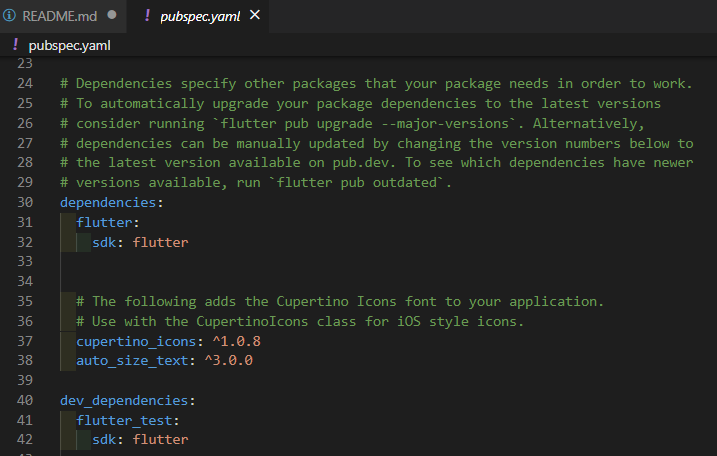 README.md
! pubspec.yaml ×
! pubspec.yaml
23
24 # Dependencies specify other packages that your package needs in order to work.
25 # To automatically upgrade your package dependencies to the latest versions
26 # consider running `flutter pub upgrade --major-versions`. Alternatively,
27 # dependencies can be manually updated by changing the version numbers below to
28 # the latest version available on pub.dev. To see which dependencies have newer
29 # versions available, run `flutter pub outdated`.
30 dependencies:
31   flutter:
32     sdk: flutter
33
34
35   # The following adds the Cupertino Icons font to your application.
36   # Use with the CupertinoIcons class for iOS style icons.
37   cupertino_icons: ^1.0.8
38   auto_size_text: ^3.0.0
39
40 dev_dependencies:
41   flutter_test:
42     sdk: flutter